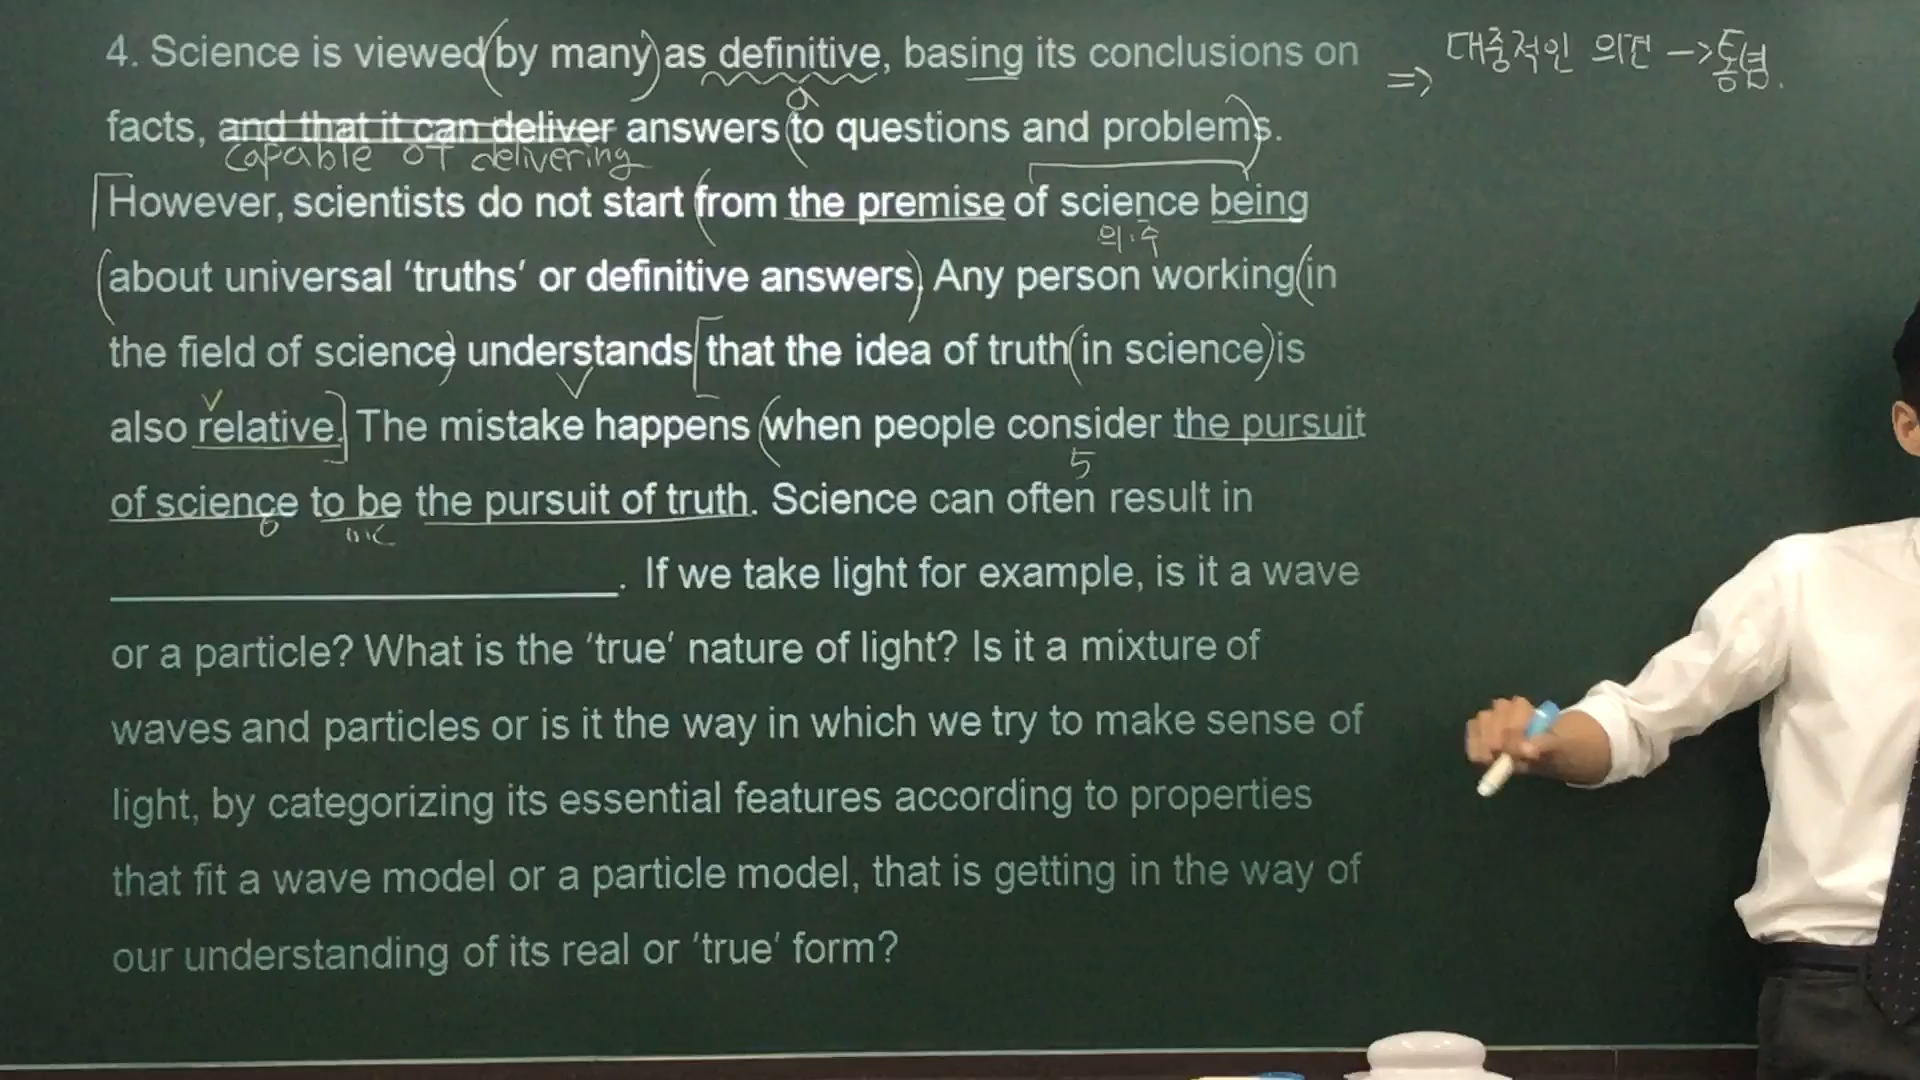 4. Science is viewed (by many) as definitive, basing its conclusions on
a
facts, and that it can deliver answers (to questions and problems).
capable of delivering
However, scientists do not start (from the premise of science being
의.주
(about universal ‘truths’ or definitive answers). Any person working (in
the field of science) understands [that the idea of truth (in science) is
also relative.] The mistake happens (when people consider the pursuit
5
of science to be the pursuit of truth. Science can often result in
o
oc
____________________. If we take light for example, is it a wave
or a particle? What is the ‘true’ nature of light? Is it a mixture of
waves and particles or is it the way in which we try to make sense of
light, by categorizing its essential features according to properties
that fit a wave model or a particle model, that is getting in the way of
our understanding of its real or ‘true’ form?
=> 대중적인 의견 -> 통념.